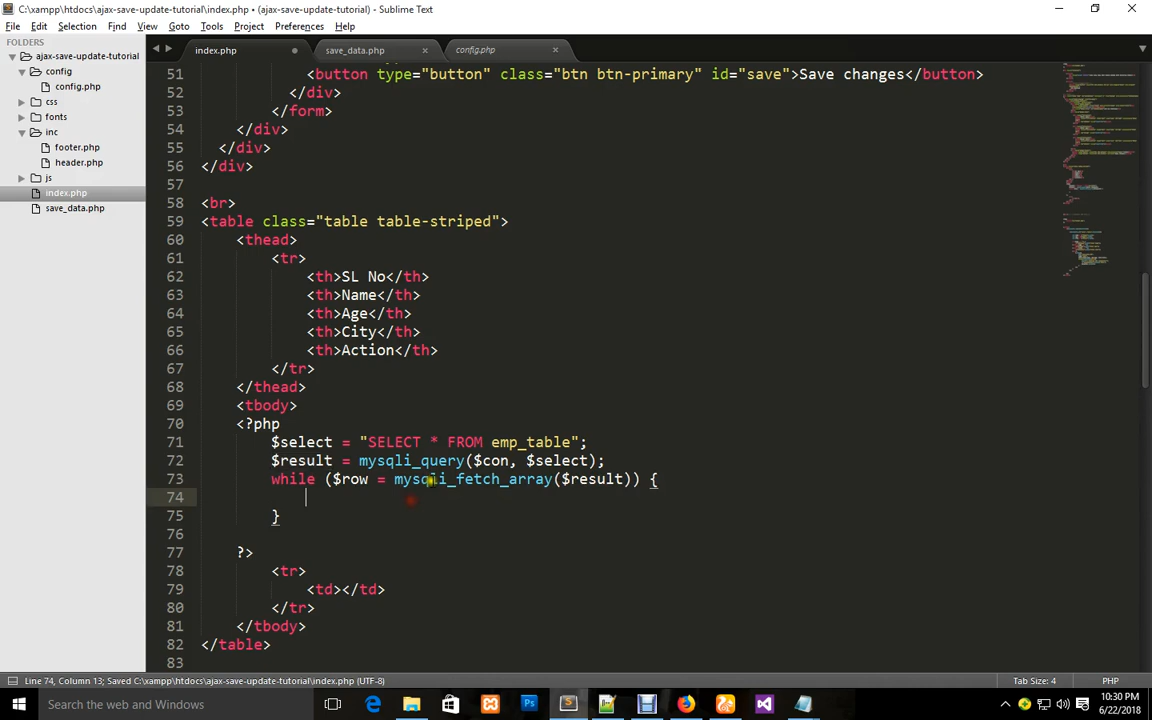 C:\xampp\htdocs\ajax-save-update-tutorial\index.php • (ajax-save-update-tutorial) - Sublime Text
File Edit Selection Find View Goto Tools Project Preferences Help
FOLDERS
ajax-save-update-tutorial
config
config.php
css
fonts
inc
footer.php
header.php
js
index.php
save_data.php
index.php save_data.php config.php
51 <button type="button" class="btn btn-primary" id="save">Save changes</button>
52 </div>
53 </form>
54 </div>
55 </div>
56 </div>
57
58 <br>
59 <table class="table table-striped">
60 <thead>
61 <tr>
62 <th>SL No</th>
63 <th>Name</th>
64 <th>Age</th>
65 <th>City</th>
66 <th>Action</th>
67 </tr>
68 </thead>
69 <tbody>
70 <?php
71 $select = "SELECT * FROM emp_table";
72 $result = mysqli_query($con, $select);
73 while ($row = mysqli_fetch_array($result)) {
74
75 }
76
77 ?>
78 <tr>
79 <td></td>
80 </tr>
81 </tbody>
82 </table>
83
Line 74, Column 13; Saved C:\xampp\htdocs\ajax-save-update-tutorial\index.php (UTF-8)
Tab Size: 4
PHP
Search the web and Windows
10:30 PM
6/22/2018